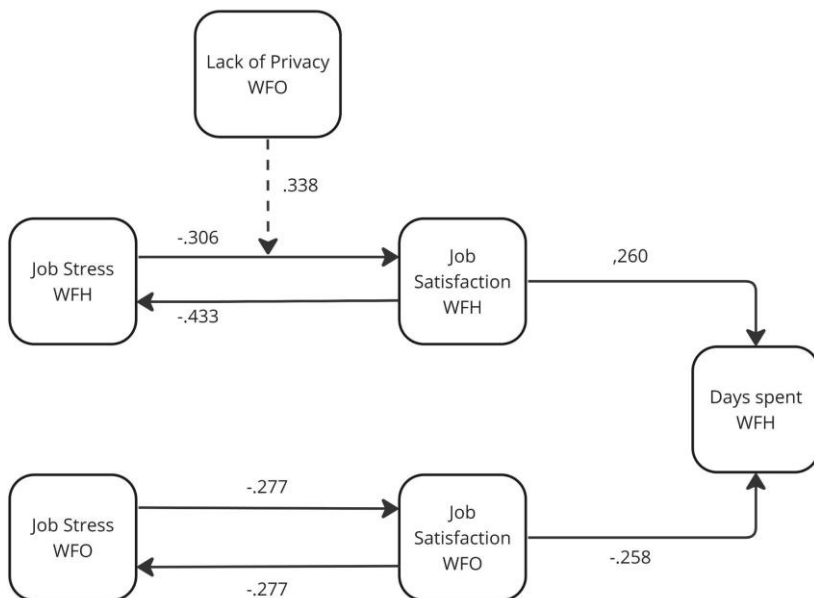 Lack of Privacy
WFO
.338
-.306
Job Stress
WFH
-.433
Job
Satisfaction
WFH
,260
Days spent
WFH
Job Stress
WFO
-.277
-.277
Job
Satisfaction
WFO
-.258